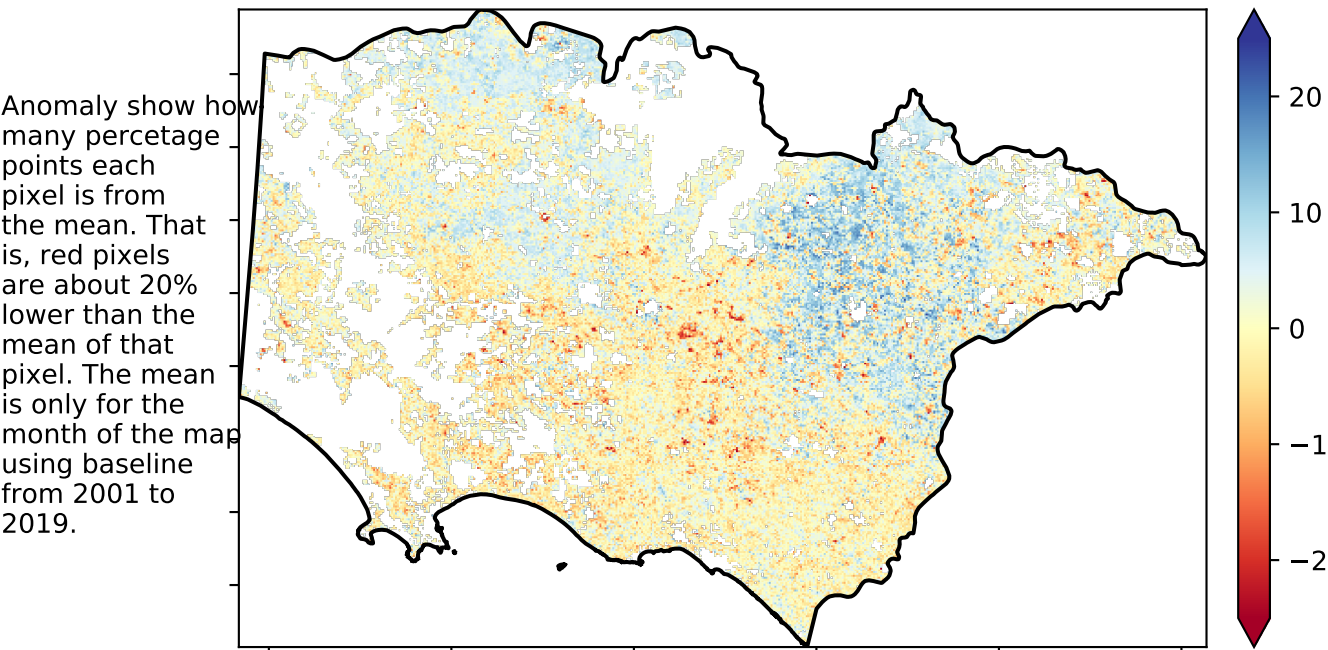 Anomaly show how
many percetage
points each
pixel is from
the mean. That
is, red pixels
are about 20%
lower than the
mean of that
pixel. The mean
is only for the
month of the map
using baseline
from 2001 to
2019.
20
10
0
−1
−2